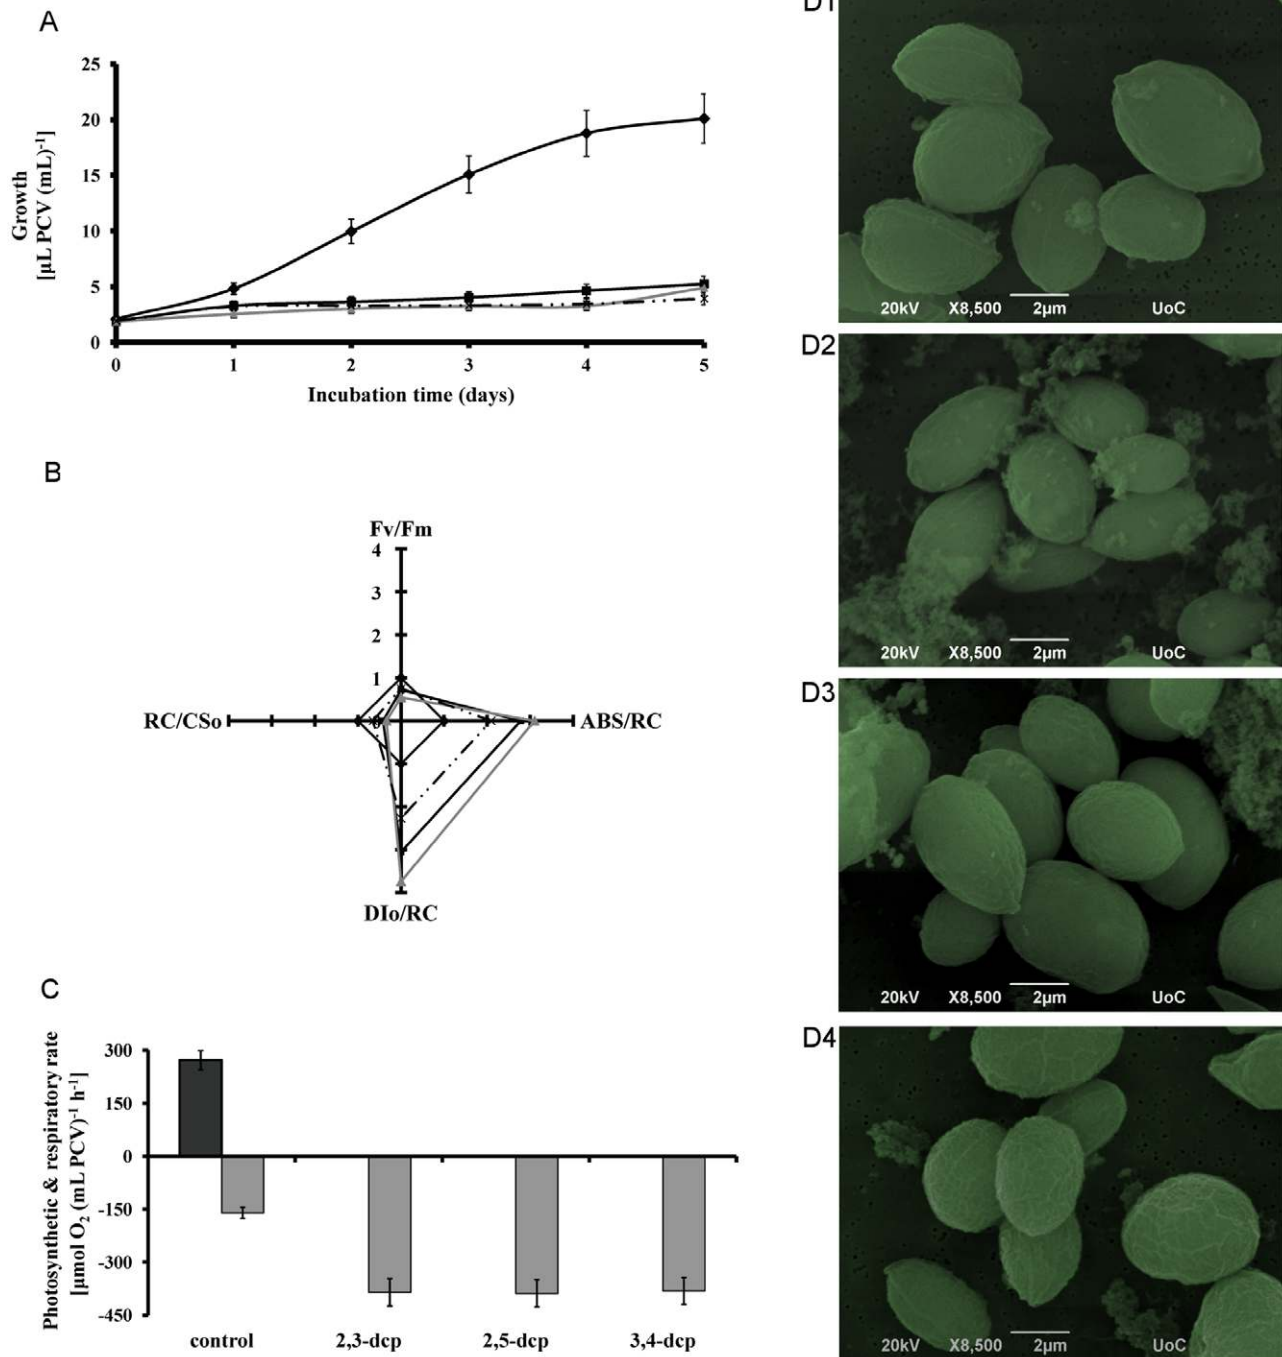 A
25
20
15
10
5
0
Growth
[µL PCV (mL)⁻¹]
0 1 2 3 4 5
Incubation time (days)
B
Fv/Fm
4
3
2
1
0
RC/CSo
ABS/RC
DIo/RC
C
Photosynthetic & respiratory rate
[µmol O₂ (mL PCV)⁻¹ h⁻¹]
300
150
0
-150
-300
-450
control 2,3-dcp 2,5-dcp 3,4-dcp
D1
20kV X8,500 2µm UoC
D2
20kV X8,500 2µm UoC
D3
20kV X8,500 2µm UoC
D4
20kV X8,500 2µm UoC